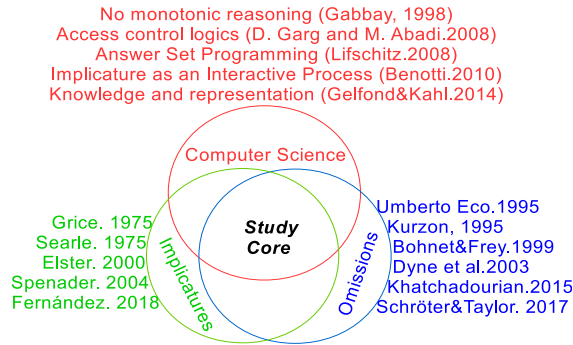 No monotonic reasoning (Gabbay, 1998)
Access control logics (D. Garg and M. Abadi.2008)
Answer Set Programming (Lifschitz.2008)
Implicature as an Interactive Process (Benotti.2010)
Knowledge and representation (Gelfond&Kahl.2014)
Computer Science
Study
Core
Implicatures
Omissions
Grice. 1975
Searle. 1975
Elster. 2000
Spenader. 2004
Fernández. 2018
Umberto Eco.1995
Kurzon, 1995
Bohnet&Frey.1999
Dyne et al.2003
Khatchadourian.2015
Schröter&Taylor. 2017